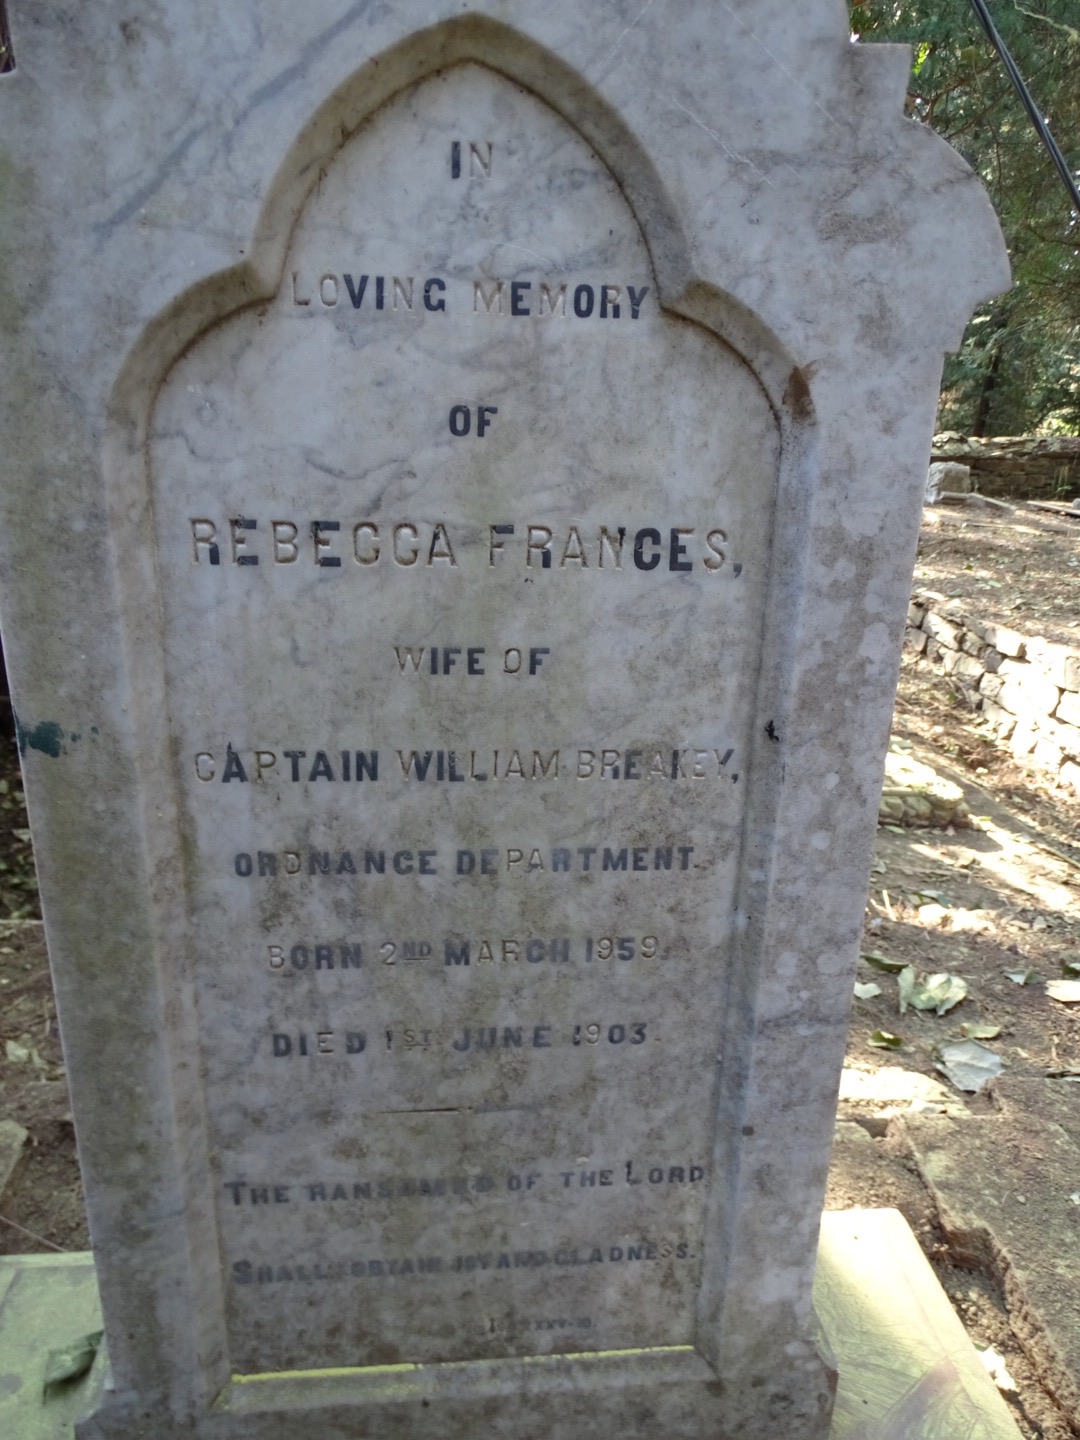 IN
LOVING MEMORY
OF
REBECCA FRANCES,
WIFE OF
CAPTAIN WILLIAM BREAKEY,
ORDNANCE DEPARTMENT.
BORN 2ND MARCH 1959.
DIED 1ST JUNE 1903.
THE RANSOMED OF THE LORD
SHALL OBTAIN JOY AND GLADNESS.